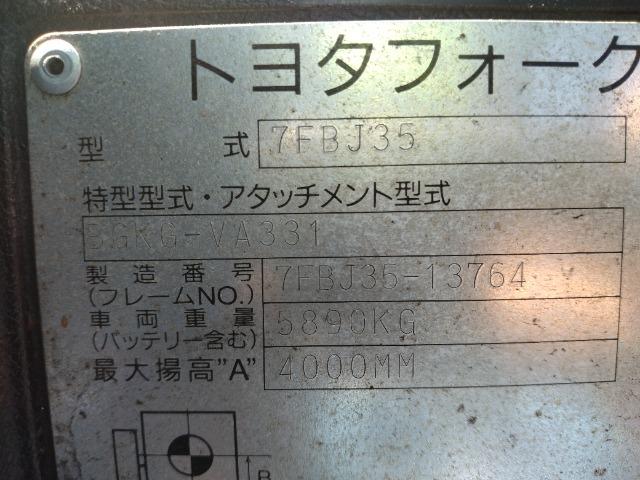 トヨタフォーク
型 式 7FBJ35
特型型式・アタッチメント型式
BGKG-VA331
製造番号 7FBJ35-13764
(フレームNO.)
車両重量 5890KG
(バッテリー含む)
最大揚高"A" 4000MM
B